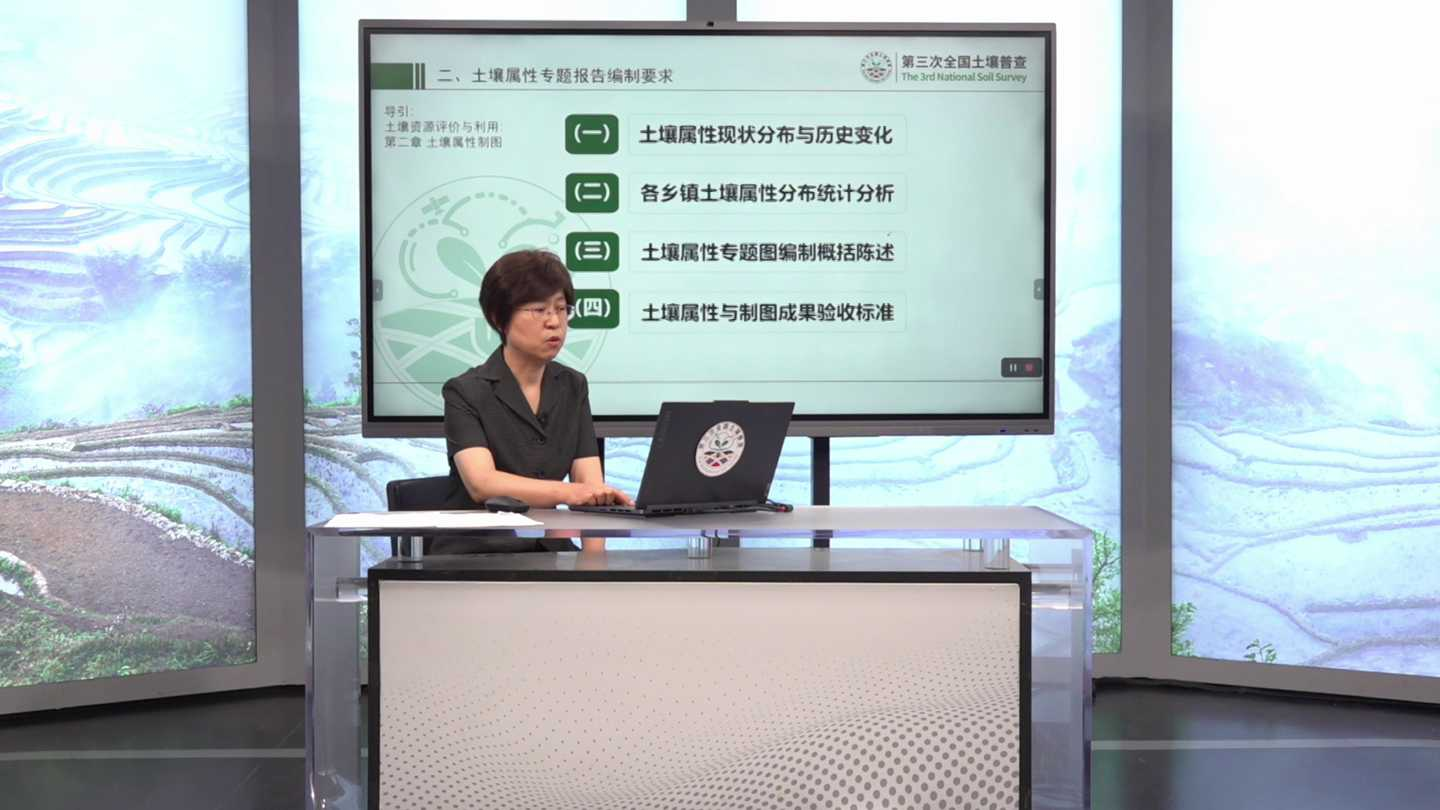 二、土壤属性专题报告编制要求
第三次全国土壤普查
The 3rd National Soil Survey
导引：
土壤资源评价与利用：
第二章 土壤属性制图
(一) 土壤属性现状分布与历史变化
(二) 各乡镇土壤属性分布统计分析
(三) 土壤属性专题图编制概括陈述
(四) 土壤属性与制图成果验收标准